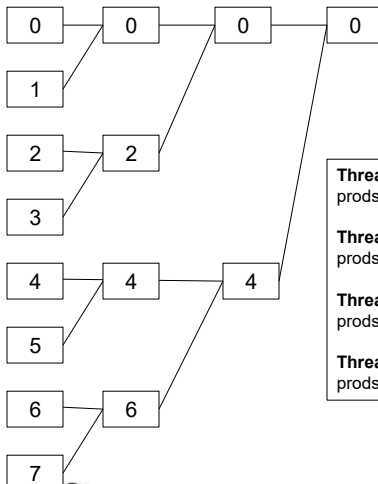 0 0 0 0
1
2 2
3
4 4 4
5
6 6
7
Threa
prods
Threa
prods
Threa
prods
Threa
prods